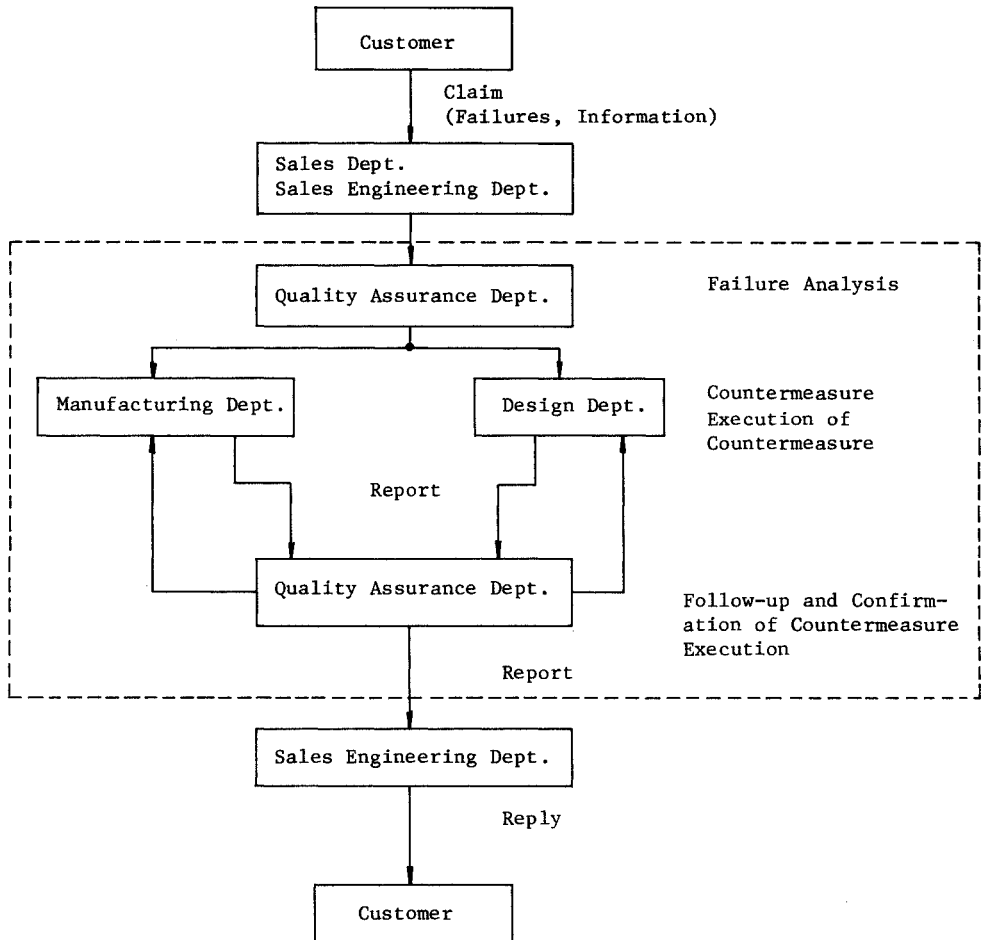 Customer
Claim
(Failures, Information)
Sales Dept.
Sales Engineering Dept.
Quality Assurance Dept.
Failure Analysis
Manufacturing Dept.
Design Dept.
Countermeasure
Execution of
Countermeasure
Report
Quality Assurance Dept.
Follow-up and Confirm-
ation of Countermeasure
Execution
Report
Sales Engineering Dept.
Reply
Customer